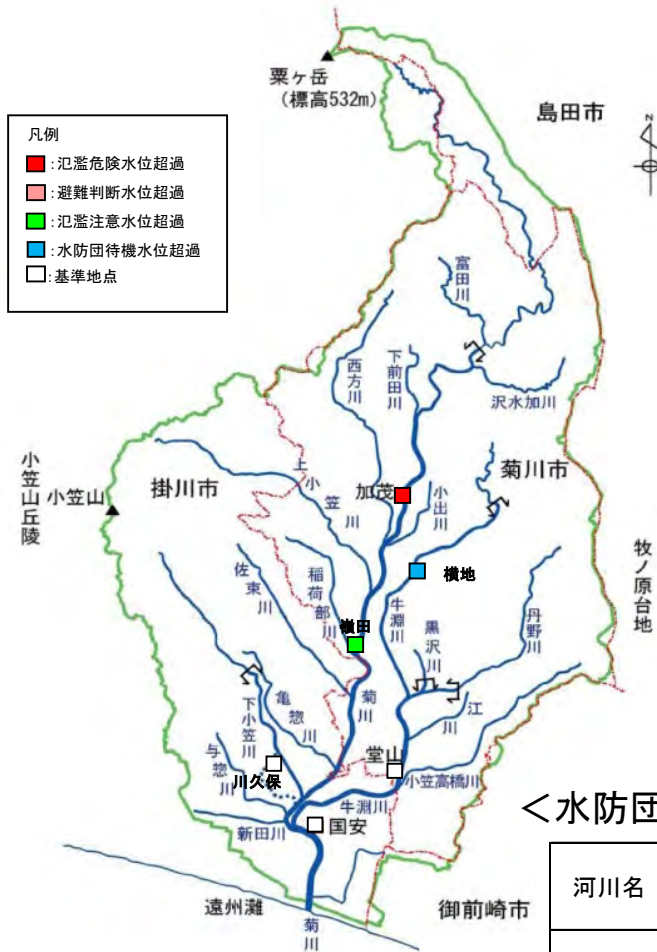 粟ヶ岳
(標高532m)
島田市
N
凡例
:氾濫危険水位超過
:避難判断水位超過
:氾濫注意水位超過
:水防団待機水位超過
:基準地点
富田川
西方川
下前田川
沢水加川
菊川市
小笠山丘陵
小笠山
掛川市
上小笠川
加茂
小出川
横地
牧ノ原台地
佐束川
稲荷部川
嶺田
牛淵川
黒沢川
丹野川
菊川
江川
下小笠川
亀惣川
与惣川
川久保
堂山
小笠高橋川
牛淵川
新田川
国安
<水防団
河川名
遠州灘
菊川
御前崎市